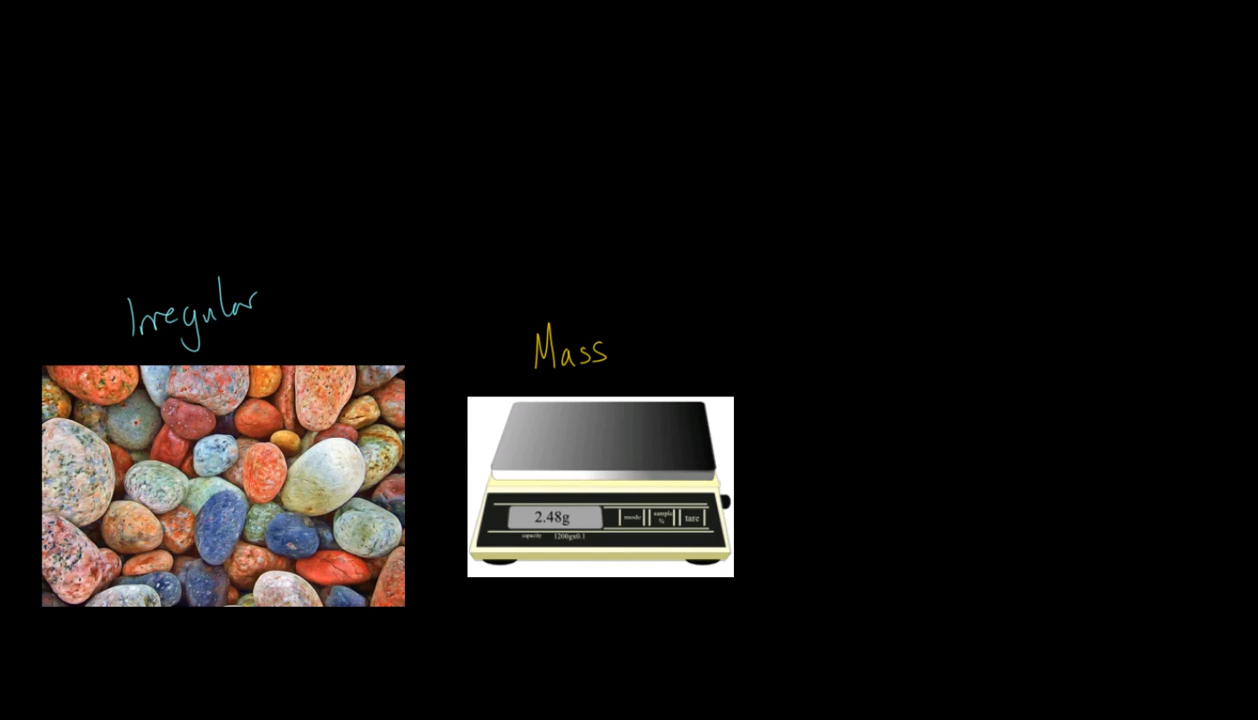 Irregular
Mass
2.48g
mode
sample
%
tare
capacity 1200gx0.1